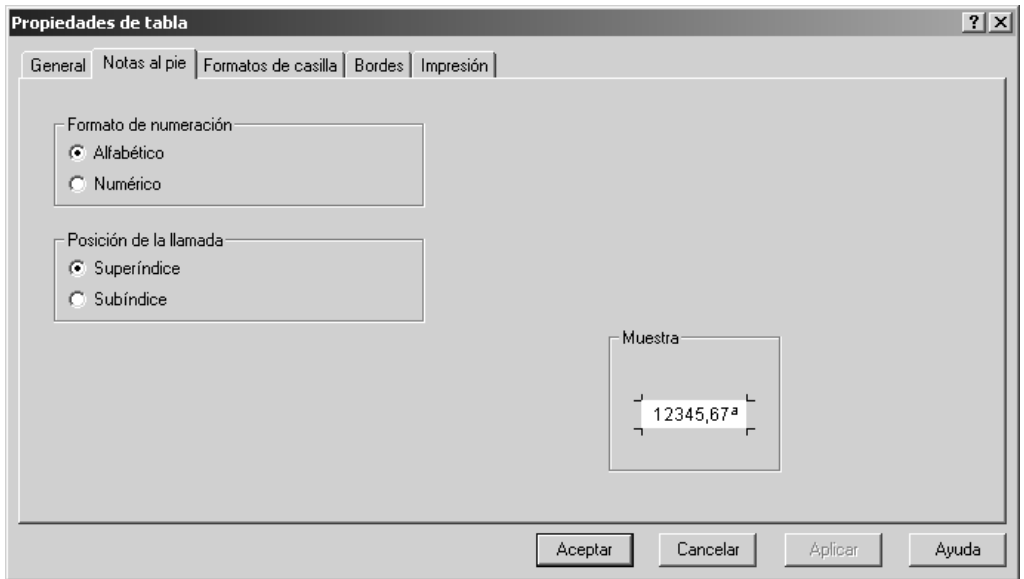 Propiedades de tabla
General Notas al pie Formatos de casilla Bordes Impresión
Formato de numeración
Alfabético
Numérico
Posición de la llamada
Superíndice
Subíndice
Muestra
12345,67ª
Aceptar Cancelar Aplicar Ayuda